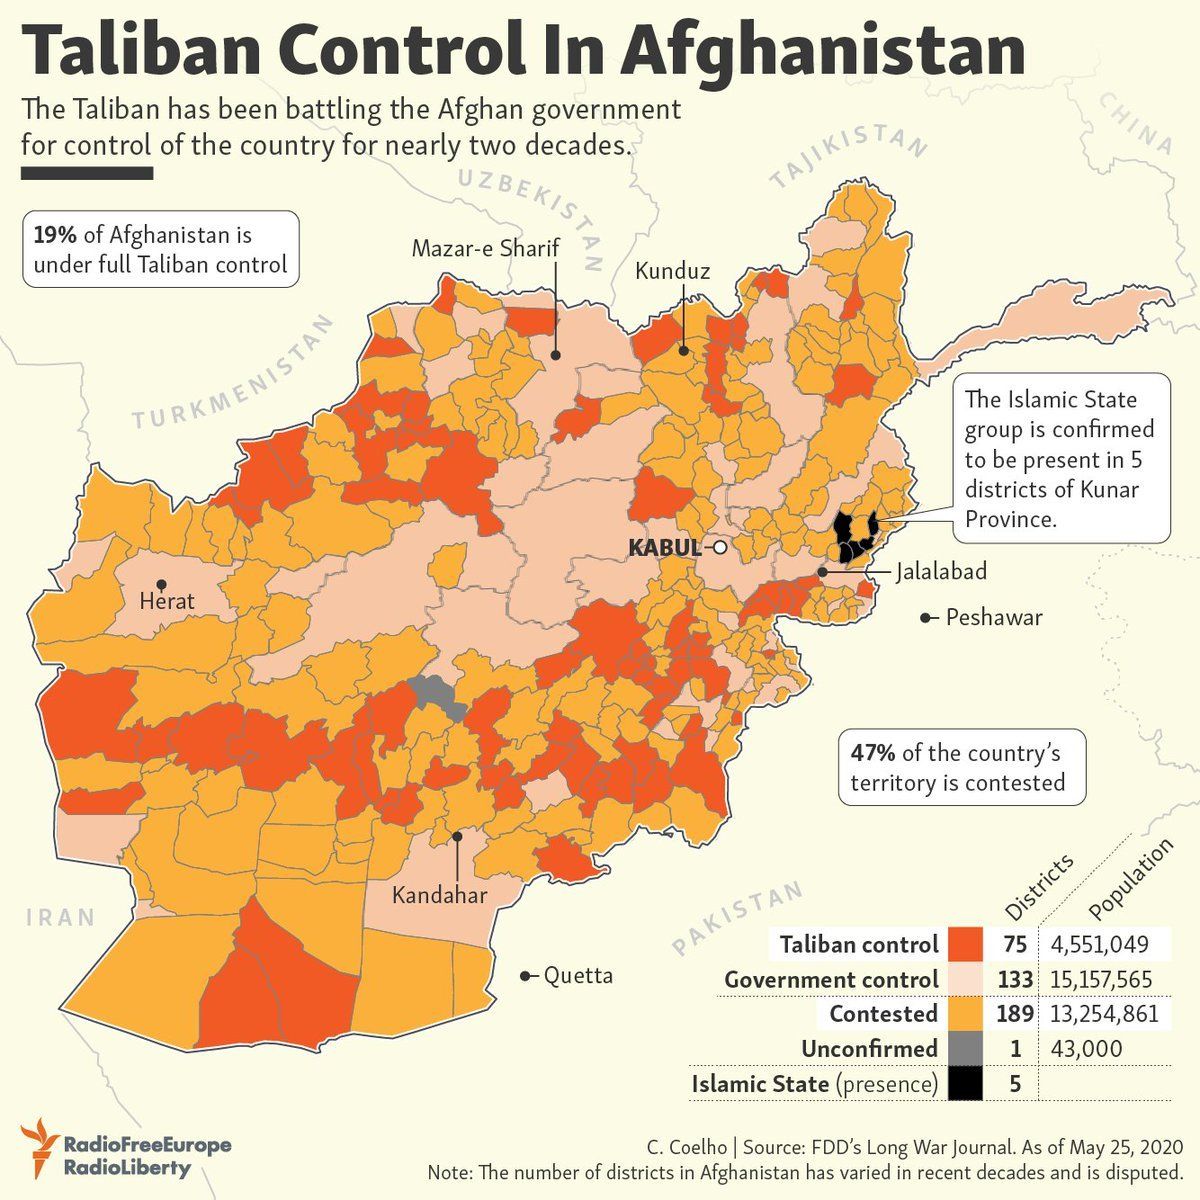 Taliban Control In Afghanistan
The Taliban has been battling the Afghan government
for control of the country for nearly two decades.
CHINA
TAJIKISTAN
UZBEKISTAN
19% of Afghanistan is
under full Taliban control
Mazar-e Sharif
Kunduz
TURKMENISTAN
The Islamic State
group is confirmed
to be present in 5
districts of Kunar
Province.
KABUL
Jalalabad
Herat
Peshawar
47% of the country's
territory is contested
Kandahar
IRAN
PAKISTAN
Quetta
Districts Population
Taliban control 75 4,551,049
Government control 133 15,157,565
Contested 189 13,254,861
Unconfirmed 1 43,000
Islamic State (presence) 5
RadioFreeEurope
RadioLiberty
C. Coelho | Source: FDD's Long War Journal. As of May 25, 2020
Note: The number of districts in Afghanistan has varied in recent decades and is disputed.